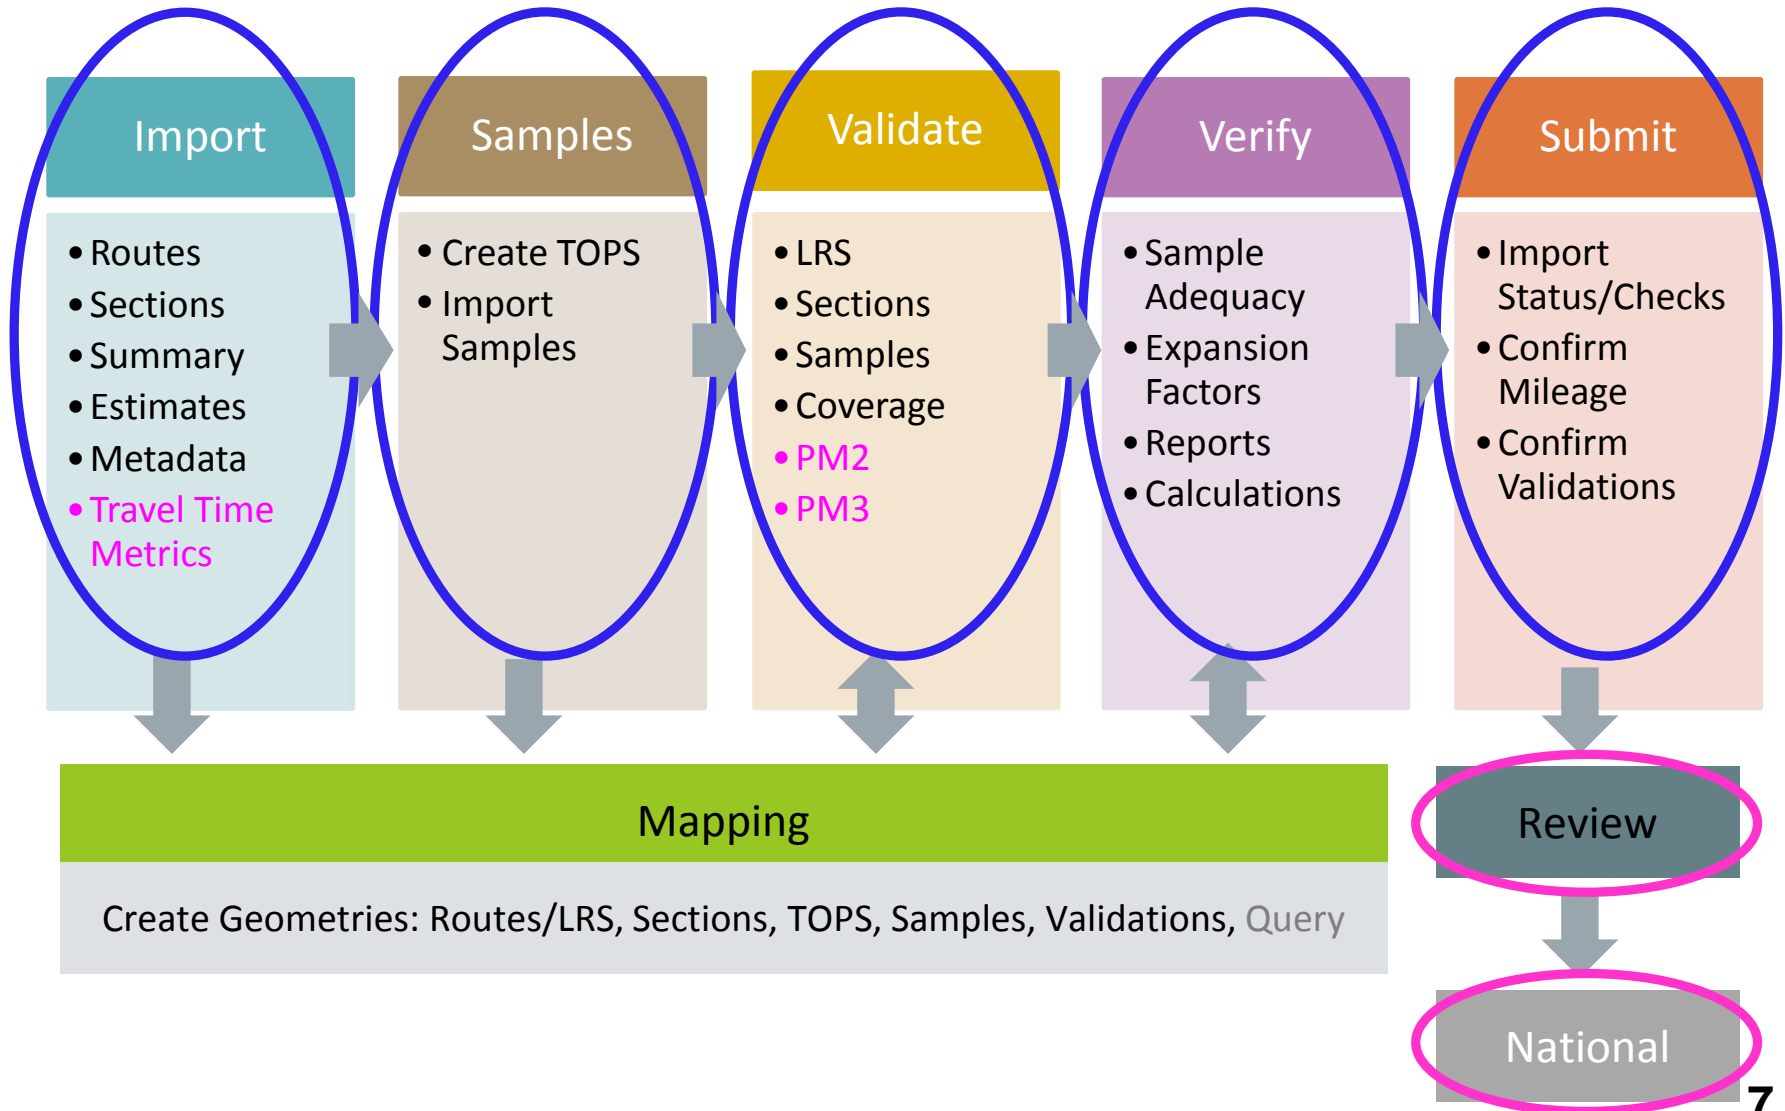 Import
• Routes
• Sections
• Summary
• Estimates
• Metadata
• Travel Time
Metrics
Samples
• Create TOPS
• Import
Samples
Validate
• LRS
• Sections
• Samples
• Coverage
• PM2
• PM3
Verify
• Sample
Adequacy
• Expansion
Factors
• Reports
• Calculations
Submit
• Import
Status/Checks
• Confirm
Mileage
• Confirm
Validations
Mapping
Create Geometries: Routes/LRS, Sections, TOPS, Samples, Validations, Query
Review
National
7